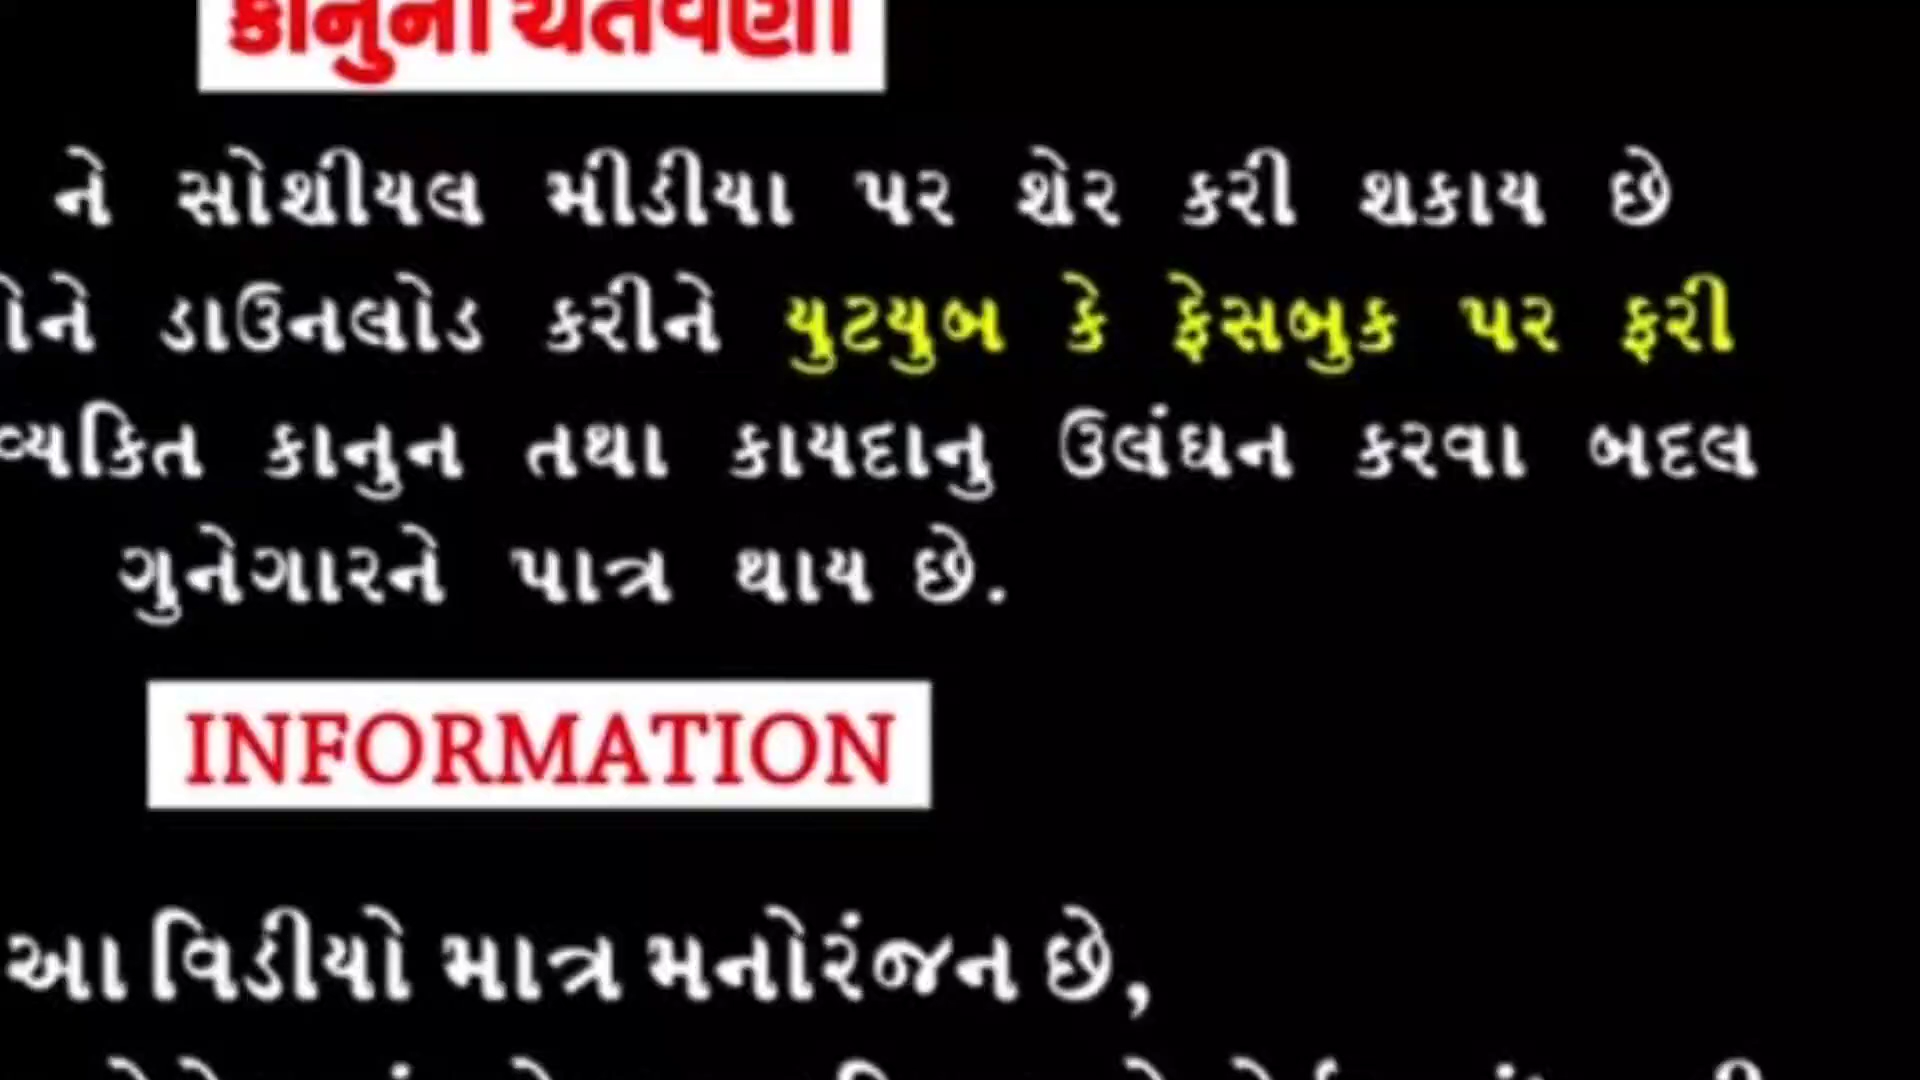 કાનુની ચેતવણી
ને સોશીયલ મીડીયા પર શેર કરી શકાય છે
ડાઉનલોડ કરીને યુટયુબ કે ફેસબુક પર ફરી
વ્યકિત કાનુન તથા કાયદાનુ ઉલંઘન કરવા બદલ
ગુનેગારને પાત્ર થાય છે.
INFORMATION
આ વિડીયો માત્ર મનોરંજન છે,